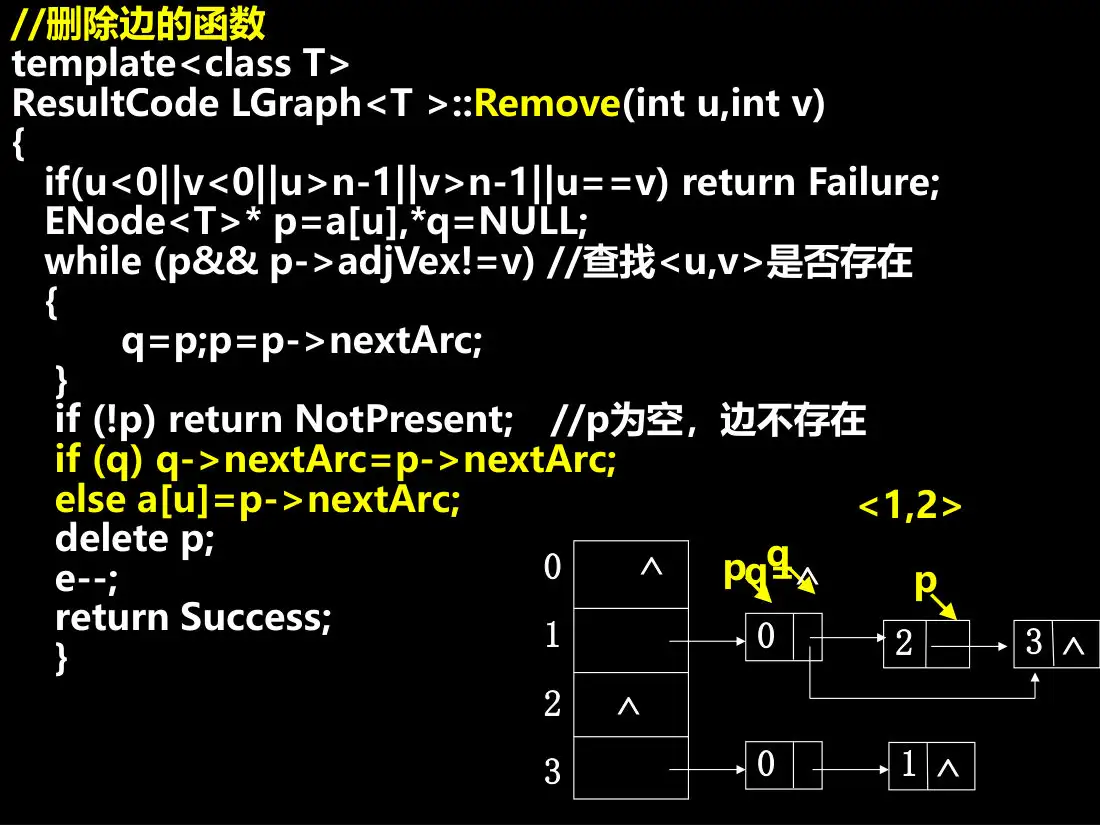 //删除边的函数
template<class T>
ResultCode LGraph<T >::Remove(int u,int v)
{
if(u<0||v<0||u>n-1||v>n-1||u==v) return Failure;
ENode<T>* p=a[u],*q=NULL;
while (p&& p->adjVex!=v) //查找<u,v>是否存在
{
q=p;p=p->nextArc;
}
if (!p) return NotPresent; //p为空，边不存在
if (q) q->nextArc=p->nextArc;
else a[u]=p->nextArc;
delete p;
e--;
return Success;
}
<1,2>
p q=∧
q
p
0 ∧
1 0 2 3 ∧
2 ∧
3 0 1 ∧